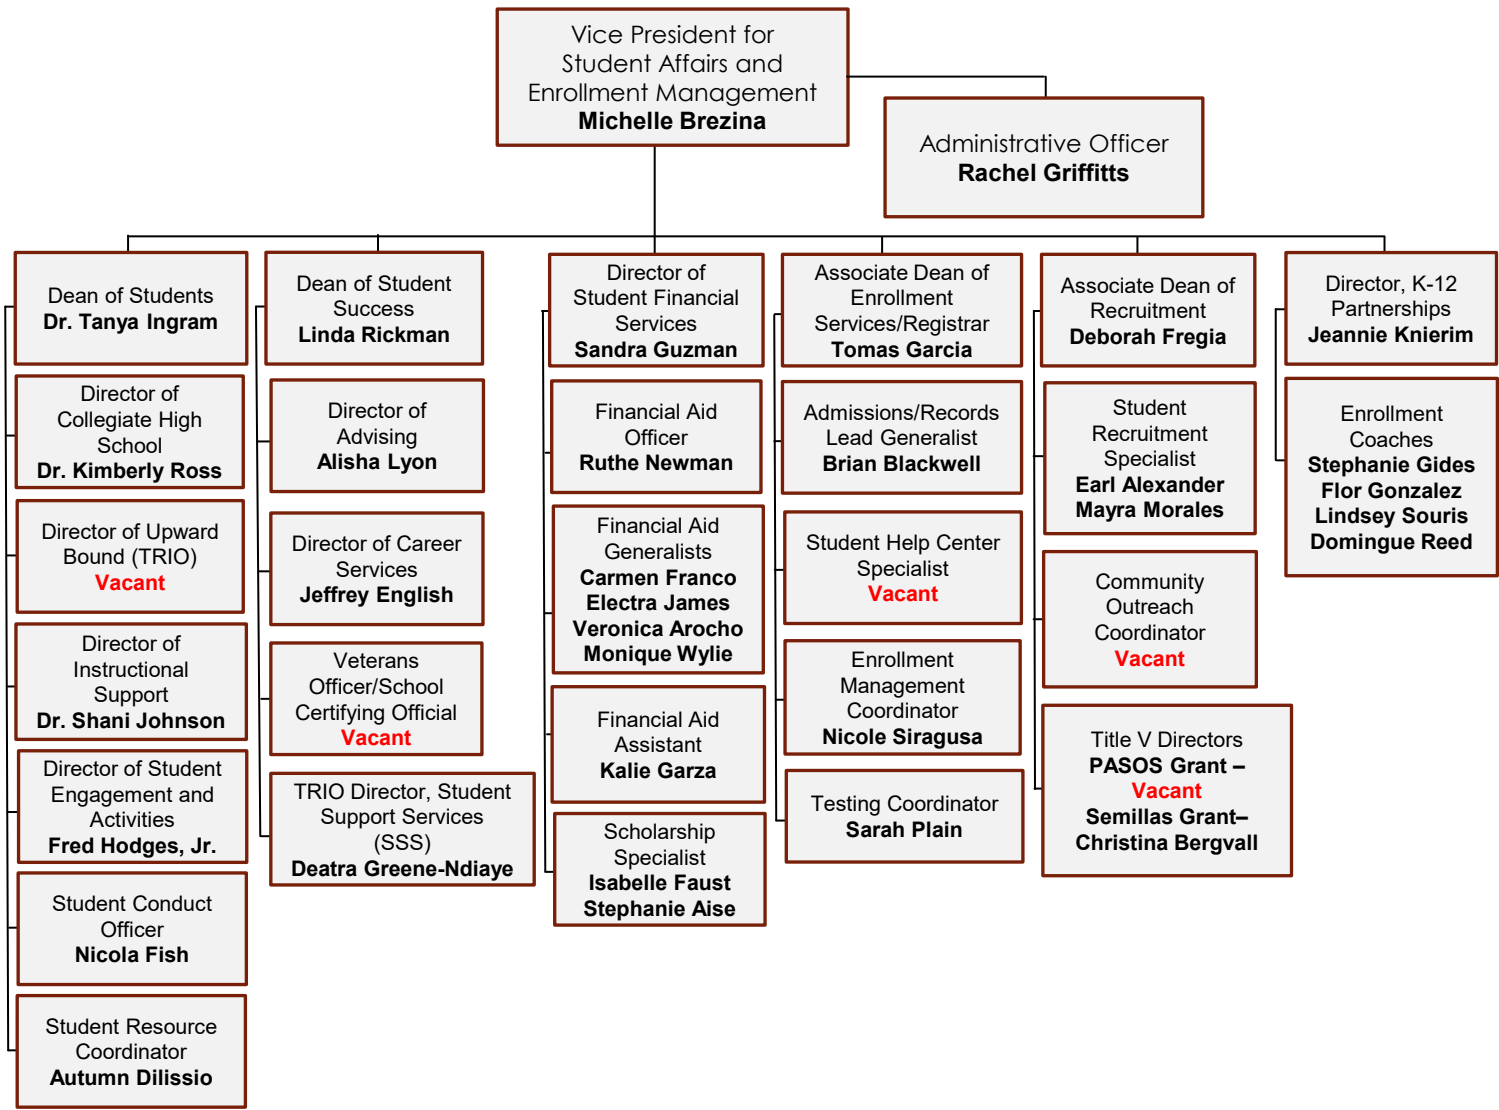 Vice President for
Student Affairs and
Enrollment Management
Michelle Brezina
Administrative Officer
Rachel Griffitts
Dean of Students
Dr. Tanya Ingram
Director of
Collegiate High
School
Dr. Kimberly Ross
Director of Upward
Bound (TRIO)
Vacant
Director of
Instructional
Support
Dr. Shani Johnson
Director of Student
Engagement and
Activities
Fred Hodges, Jr.
Student Conduct
Officer
Nicola Fish
Student Resource
Coordinator
Autumn Dilissio
Dean of Student
Success
Linda Rickman
Director of
Advising
Alisha Lyon
Director of Career
Services
Jeffrey English
Veterans
Officer/School
Certifying Official
Vacant
TRIO Director, Student
Support Services
(SSS)
Deatra Greene-Ndiaye
Director of
Student Financial
Services
Sandra Guzman
Financial Aid
Officer
Ruthe Newman
Financial Aid
Generalists
Carmen Franco
Electra James
Veronica Arocho
Monique Wylie
Financial Aid
Assistant
Kalie Garza
Scholarship
Specialist
Isabelle Faust
Stephanie Aise
Associate Dean of
Enrollment
Services/Registrar
Tomas Garcia
Admissions/Records
Lead Generalist
Brian Blackwell
Student Help Center
Specialist
Vacant
Enrollment
Management
Coordinator
Nicole Siragusa
Testing Coordinator
Sarah Plain
Associate Dean of
Recruitment
Deborah Fregia
Student
Recruitment
Specialist
Earl Alexander
Mayra Morales
Community
Outreach
Coordinator
Vacant
Title V Directors
PASOS Grant –
Vacant
Semillas Grant–
Christina Bergvall
Director, K-12
Partnerships
Jeannie Knierim
Enrollment
Coaches
Stephanie Gides
Flor Gonzalez
Lindsey Souris
Domingue Reed